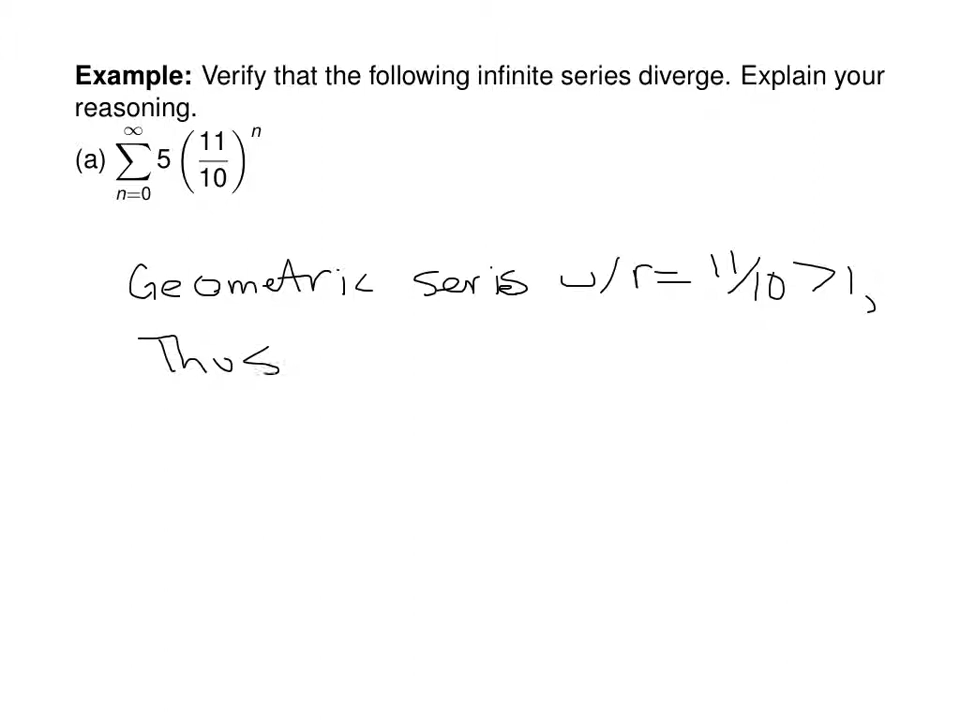 Example: Verify that the following infinite series diverge. Explain your
reasoning.
(a) ∑_{n=0}^{∞} 5 (11/10)^n
Geometric seris w/ r = 11/10 > 1,
Thus